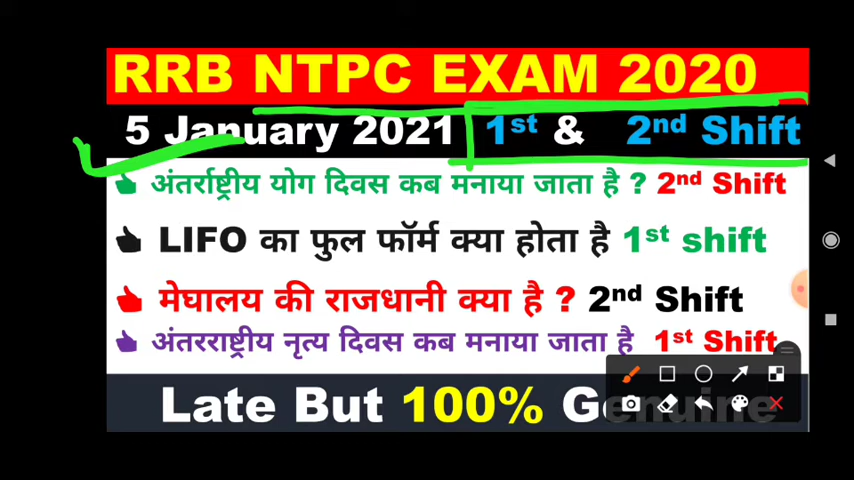 RRB NTPC EXAM 2020
5 January 2021 1st & 2nd Shift
अंतर्राष्ट्रीय योग दिवस कब मनाया जाता है ? 2nd Shift
LIFO का फुल फॉर्म क्या होता है 1st shift
मेघालय की राजधानी क्या है ? 2nd Shift
अंतरराष्ट्रीय नृत्य दिवस कब मनाया जाता है 1st Shift
Late But 100% Genuine